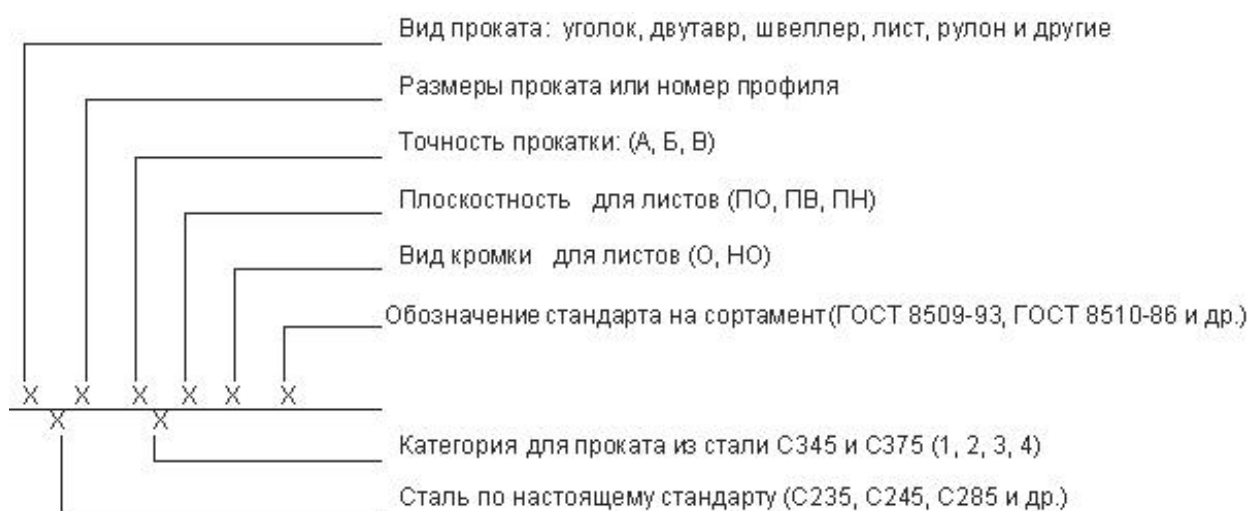 Вид проката: уголок, двутавр, швеллер, лист, рулон и другие
Размеры проката или номер профиля
Точность прокатки: (А, Б, В)
Плоскостность для листов (ПО, ПВ, ПН)
Вид кромки для листов (О, НО)
Обозначение стандарта на сортамент(ГОСТ 8509-93, ГОСТ 8510-86 и др.)
Х Х Х Х Х Х
Х Х
Категория для проката из стали С345 и С375 (1, 2, 3, 4)
Сталь по настоящему стандарту (С235, С245, С285 и др.)